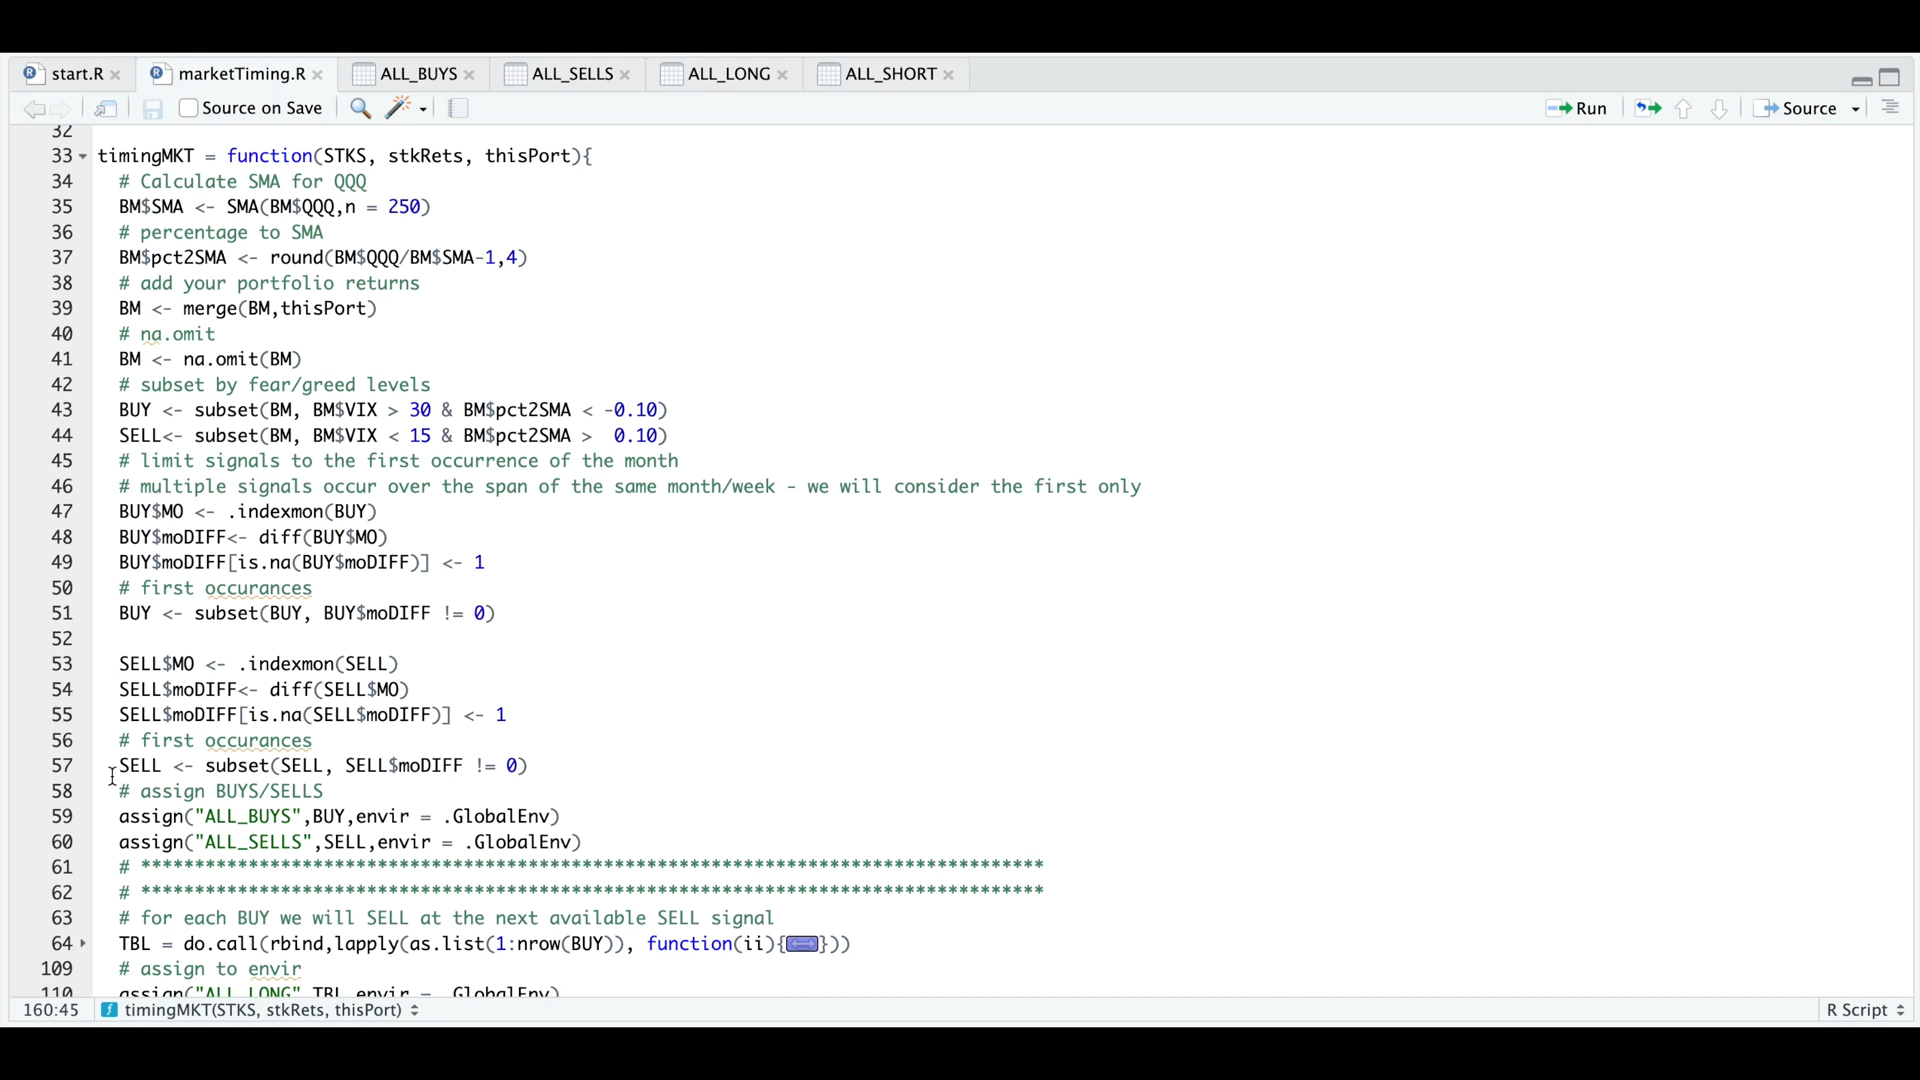 start.R marketTiming.R ALL_BUYS ALL_SELLS ALL_LONG ALL_SHORT
Source on Save Run Source
32
33 timingMKT = function(STKS, stkRets, thisPort){
34 # Calculate SMA for QQQ
35 BM$SMA <- SMA(BM$QQQ,n = 250)
36 # percentage to SMA
37 BM$pct2SMA <- round(BM$QQQ/BM$SMA-1,4)
38 # add your portfolio returns
39 BM <- merge(BM,thisPort)
40 # na.omit
41 BM <- na.omit(BM)
42 # subset by fear/greed levels
43 BUY <- subset(BM, BM$VIX > 30 & BM$pct2SMA < -0.10)
44 SELL<- subset(BM, BM$VIX < 15 & BM$pct2SMA >  0.10)
45 # limit signals to the first occurrence of the month
46 # multiple signals occur over the span of the same month/week - we will consider the first only
47 BUY$MO <- .indexmon(BUY)
48 BUY$moDIFF<- diff(BUY$MO)
49 BUY$moDIFF[is.na(BUY$moDIFF)] <- 1
50 # first occurances
51 BUY <- subset(BUY, BUY$moDIFF != 0)
52
53 SELL$MO <- .indexmon(SELL)
54 SELL$moDIFF<- diff(SELL$MO)
55 SELL$moDIFF[is.na(SELL$moDIFF)] <- 1
56 # first occurances
57 SELL <- subset(SELL, SELL$moDIFF != 0)
58 # assign BUYS/SELLS
59 assign("ALL_BUYS",BUY,envir = .GlobalEnv)
60 assign("ALL_SELLS",SELL,envir = .GlobalEnv)
61 # ************************************************************************************
62 # ************************************************************************************
63 # for each BUY we will SELL at the next available SELL signal
64 TBL = do.call(rbind,lapply(as.list(1:nrow(BUY)), function(ii){}))
109 # assign to envir
110 assign("ALL_LONG",TBL,envir = .GlobalEnv)
160:45 timingMKT(STKS, stkRets, thisPort) R Script